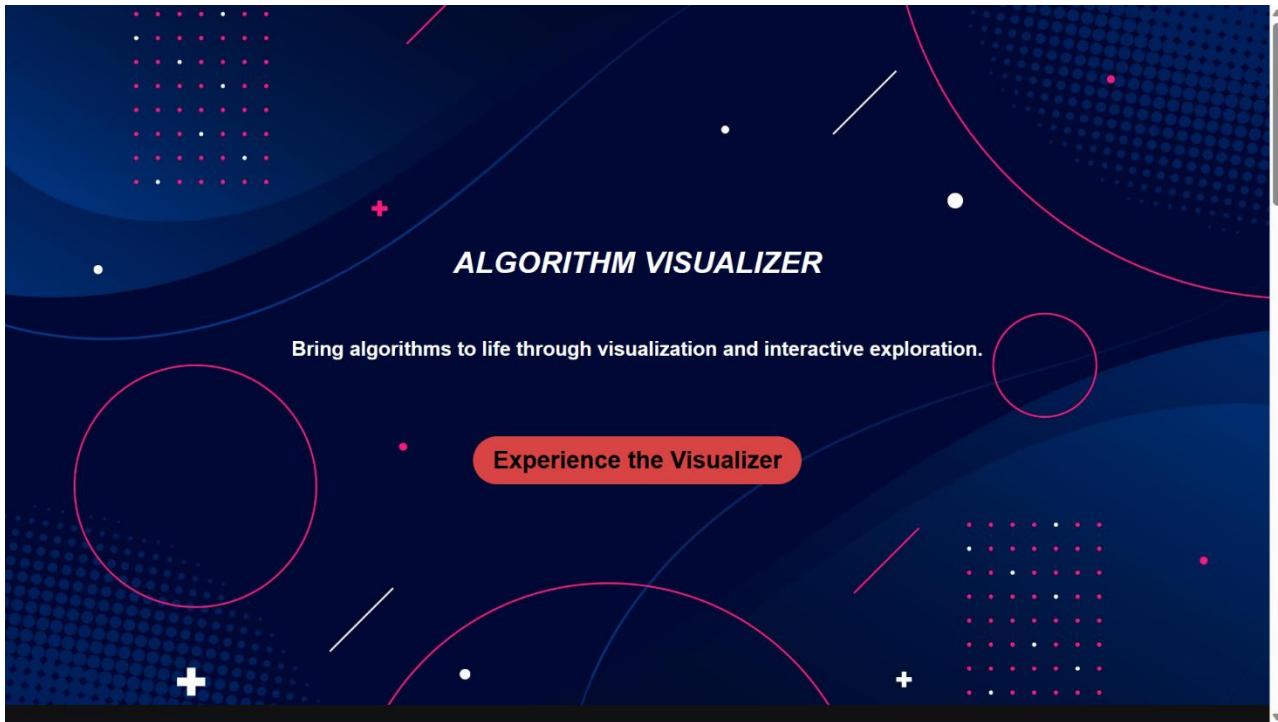 ALGORITHM VISUALIZER
Bring algorithms to life through visualization and interactive exploration.
Experience the Visualizer